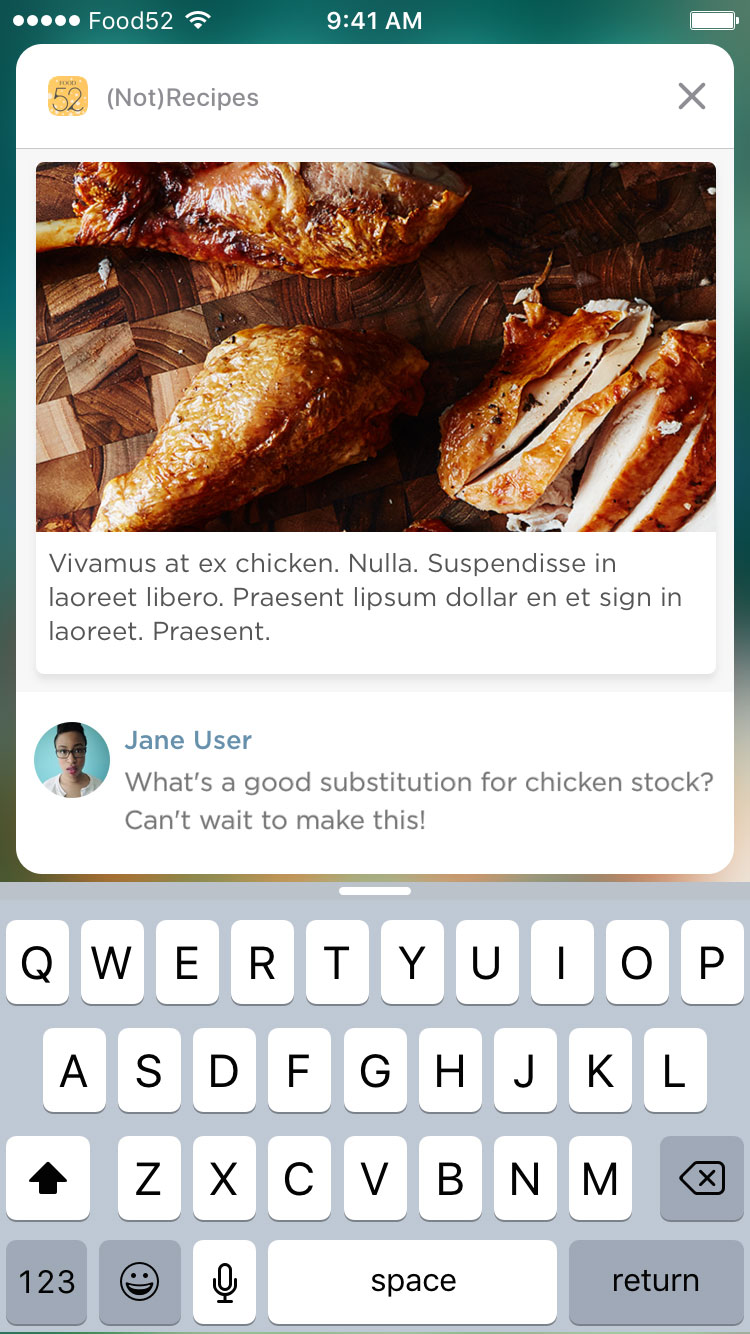 Food52 9:41 AM
FOOD
52 (Not)Recipes
Vivamus at ex chicken. Nulla. Suspendisse in
laoreet libero. Praesent lipsum dollar en et sign in
laoreet. Praesent.
Jane User
What's a good substitution for chicken stock?
Can't wait to make this!
Q W E R T Y U I O P
A S D F G H J K L
Z X C V B N M
123 space return